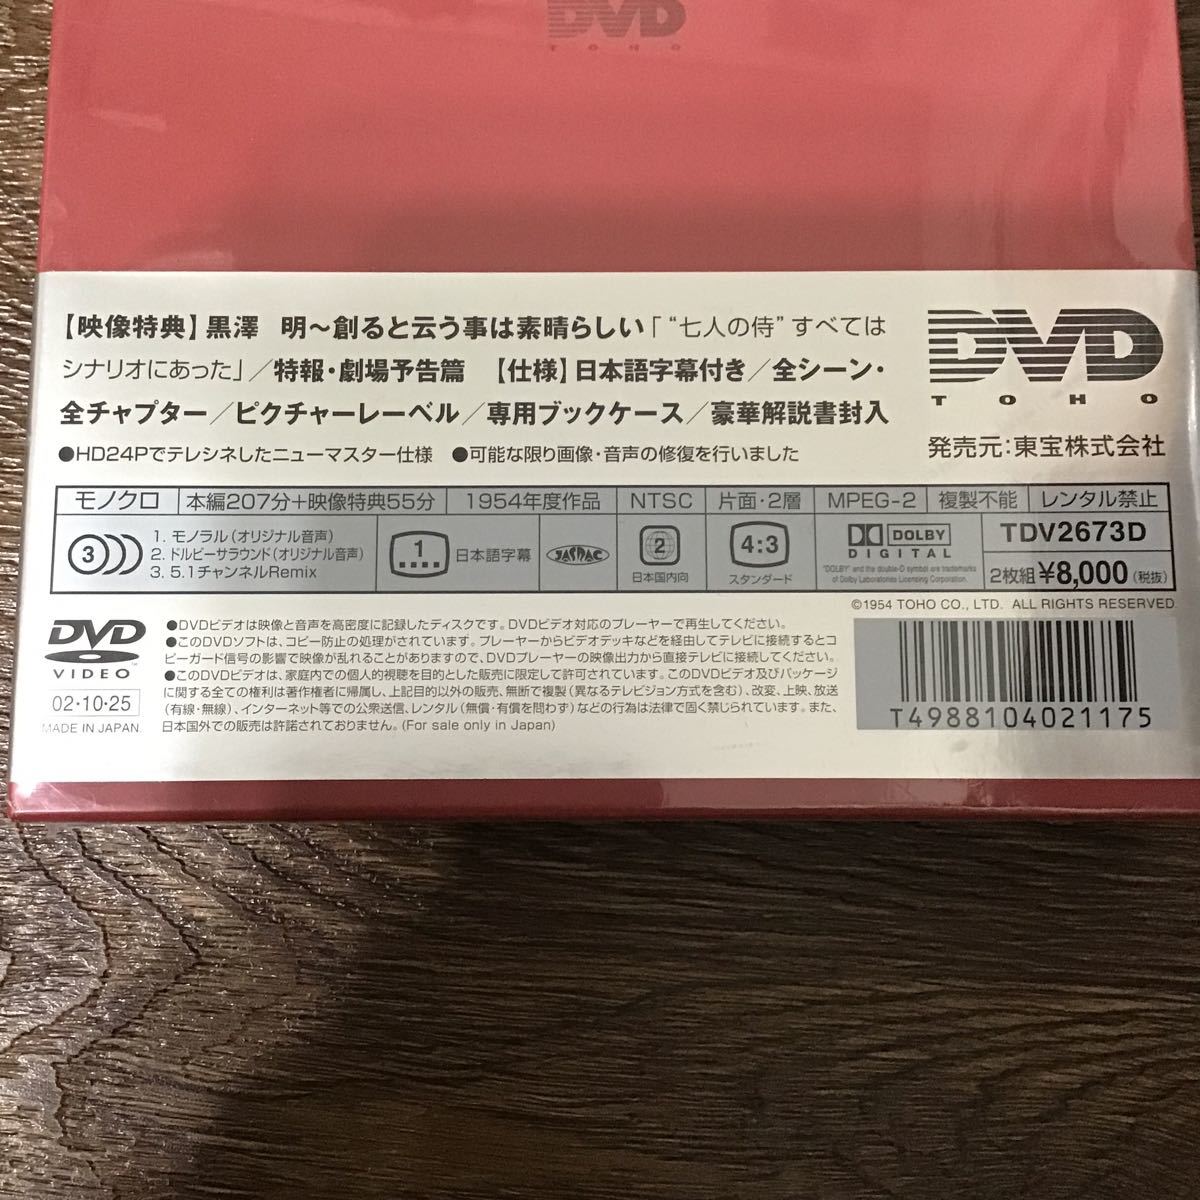 DVD
TOHO
【映像特典】黒澤 明〜創ると云う事は素晴らしい「“七人の侍”すべては
シナリオにあった」／特報・劇場予告篇 【仕様】日本語字幕付き／全シーン・
全チャプター／ピクチャーレーベル／専用ブックケース／豪華解説書封入
●HD24Pでテレシネしたニューマスター仕様 ●可能な限り画像・音声の修復を行いました
DVD
TOHO
発売元：東宝株式会社
モノクロ 本編207分+映像特典55分 1954年度作品 NTSC 片面・2層 MPEG-2 複製不能 レンタル禁止
3
1. モノラル（オリジナル音声）
2. ドルビーサラウンド（オリジナル音声）
3. 5.1チャンネルRemix
1 日本語字幕
JASRAC
2
日本国内向
4:3
スタンダード
DOLBY
DIGITAL
"DOLBY" and the double-D symbol are trademarks
of Dolby Laboratories Licensing Corporation.
TDV2673D
2枚組 ¥8,000（税抜）
©1954 TOHO CO., LTD. ALL RIGHTS RESERVED.
DVD
VIDEO
TM
02・10・25
MADE IN JAPAN
●DVDビデオは映像と音声を高密度に記録したディスクです。DVDビデオ対応のプレーヤーで再生してください。
●このDVDソフトは、コピー防止の処理がされています。プレーヤーからビデオデッキなどを経由してテレビに接続するとコ
ピーガード信号の影響で映像が乱れることがありますので、DVDプレーヤーの映像出力から直接テレビに接続してください。
●このDVDビデオは、家庭内での個人的視聴を目的とした販売に限定して許可されています。このDVDビデオ及びパッケージ
に関する全ての権利は著作権者に帰属し、上記目的以外の販売、無断で複製（異なるテレビジョン方式を含む）、改変、上映、放送
（有線・無線）、インターネット等での公衆送信、レンタル（無償・有償を問わず）などの行為は法律で固く禁じられています。また、
日本国外での販売は許諾されておりません。(For sale only in Japan)
T4988104021175